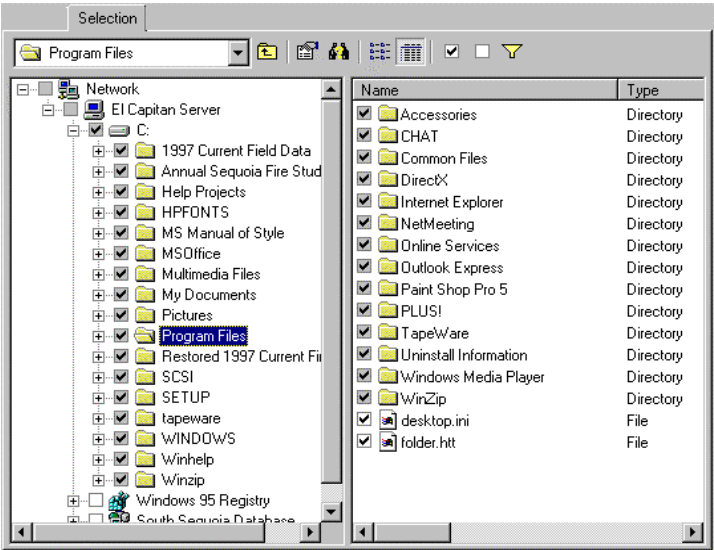 Selection
Program Files
Network
El Capitan Server
C:
1997 Current Field Data
Annual Sequoia Fire Stud
Help Projects
HPFONTS
MS Manual of Style
MSOffice
Multimedia Files
My Documents
Pictures
Program Files
Restored 1997 Current Fi
SCSI
SETUP
tapeware
WINDOWS
Winhelp
Winzip
Windows 95 Registry
South Sequoia Database
Name Type
Accessories Directory
CHAT Directory
Common Files Directory
DirectX Directory
Internet Explorer Directory
NetMeeting Directory
Online Services Directory
Outlook Express Directory
Paint Shop Pro 5 Directory
PLUS! Directory
TapeWare Directory
Uninstall Information Directory
Windows Media Player Directory
WinZip Directory
desktop.ini File
folder.htt File